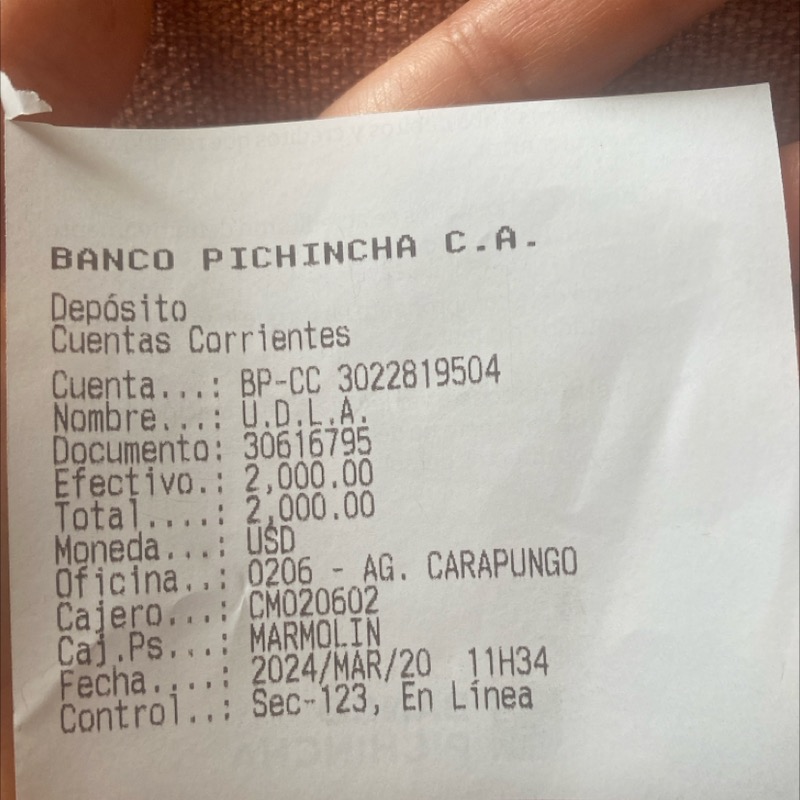 BANCO PICHINCHA C.A.
Depósito
Cuentas Corrientes
Cuenta...: BP-CC 3022819504
Nombre...: U.D.L.A.
Documento: 30616795
Efectivo.: 2,000.00
Total....: 2,000.00
Moneda...: USD
Oficina..: 0206 - AG. CARAPUNGO
Cajero...: CM020602
Caj.Ps...: MARMOLIN
Fecha....: 2024/MAR/20 11H34
Control..: Sec-123, En Línea